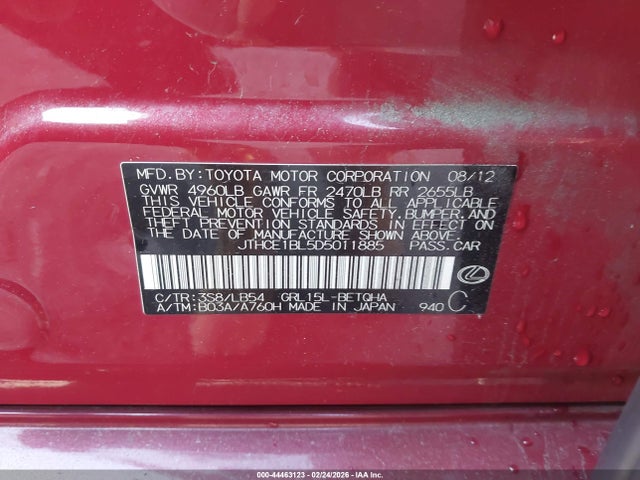 MFD.BY:TOYOTA MOTOR CORPORATION 08/12
GVWR 4960LB GAWR FR 2470LB RR 2655LB
THIS VEHICLE CONFORMS TO ALL APPLICABLE
FEDERAL MOTOR VEHICLE SAFETY,BUMPER,AND
THEFT PREVENTION STANDARDS IN EFFECT ON
THE DATE OF MANUFACTURE SHOWN ABOVE.
JTHCE1BL5D5011885 PASS.CAR
C/TR:3S8/LB54 GRL15L-BETQHA
A/TM:B03A/A760H MADE IN JAPAN 940 C
000-44463123 - 02/24/2026 - IAAI.com